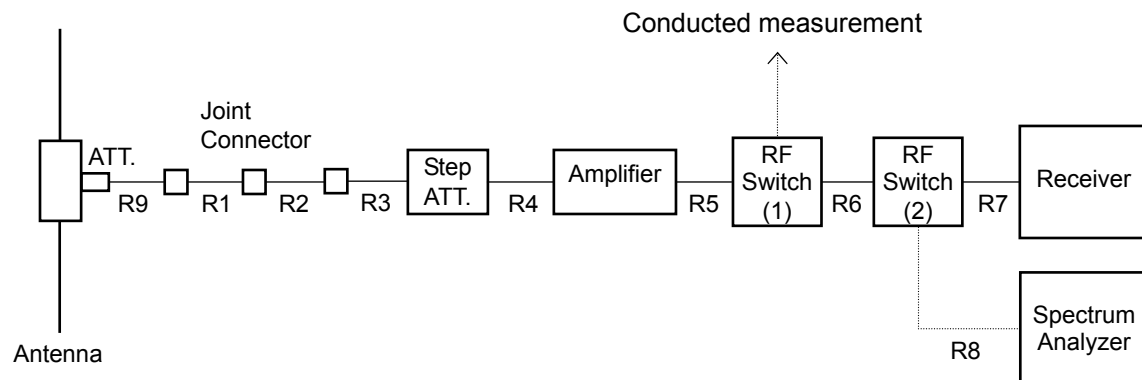 Conducted measurement
Joint
Connector
ATT.
Step
ATT.
Amplifier
RF
Switch
(1)
RF
Switch
(2)
Receiver
R9
R1
R2
R3
R4
R5
R6
R7
Antenna
R8
Spectrum
Analyzer